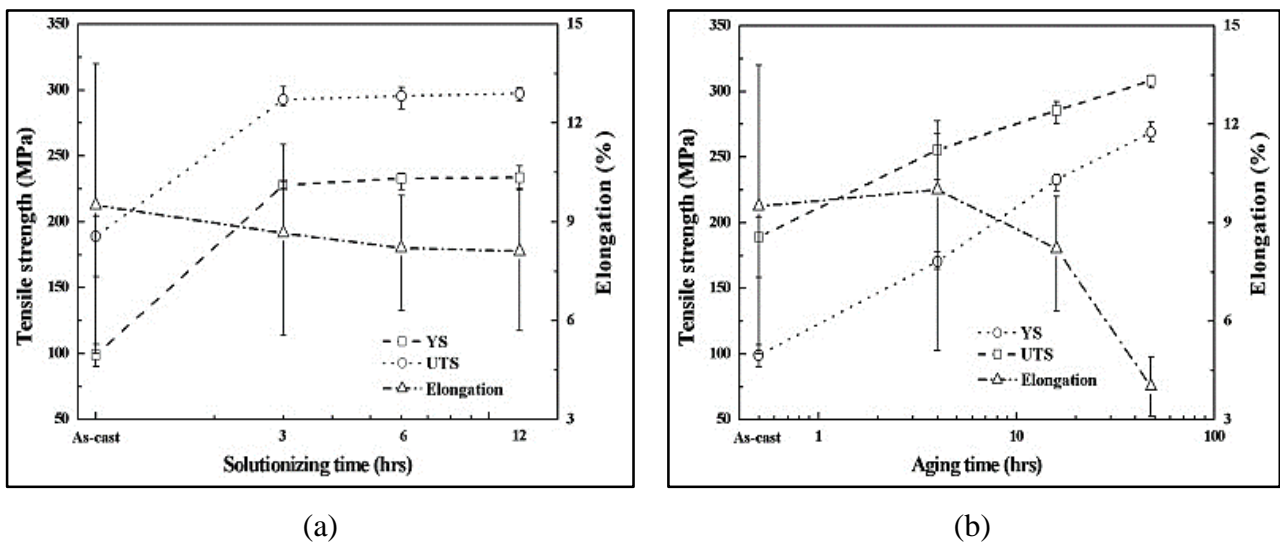 350
300
250
200
150
100
50
Tensile strength (MPa)
15
12
9
6
3
Elongation (%)
YS
UTS
Elongation
As-cast
3
6
12
Solutionizing time (hrs)
(a)
350
300
250
200
150
100
50
Tensile strength (MPa)
15
12
9
6
3
Elongation (%)
YS
UTS
Elongation
As-cast
1
10
100
Aging time (hrs)
(b)